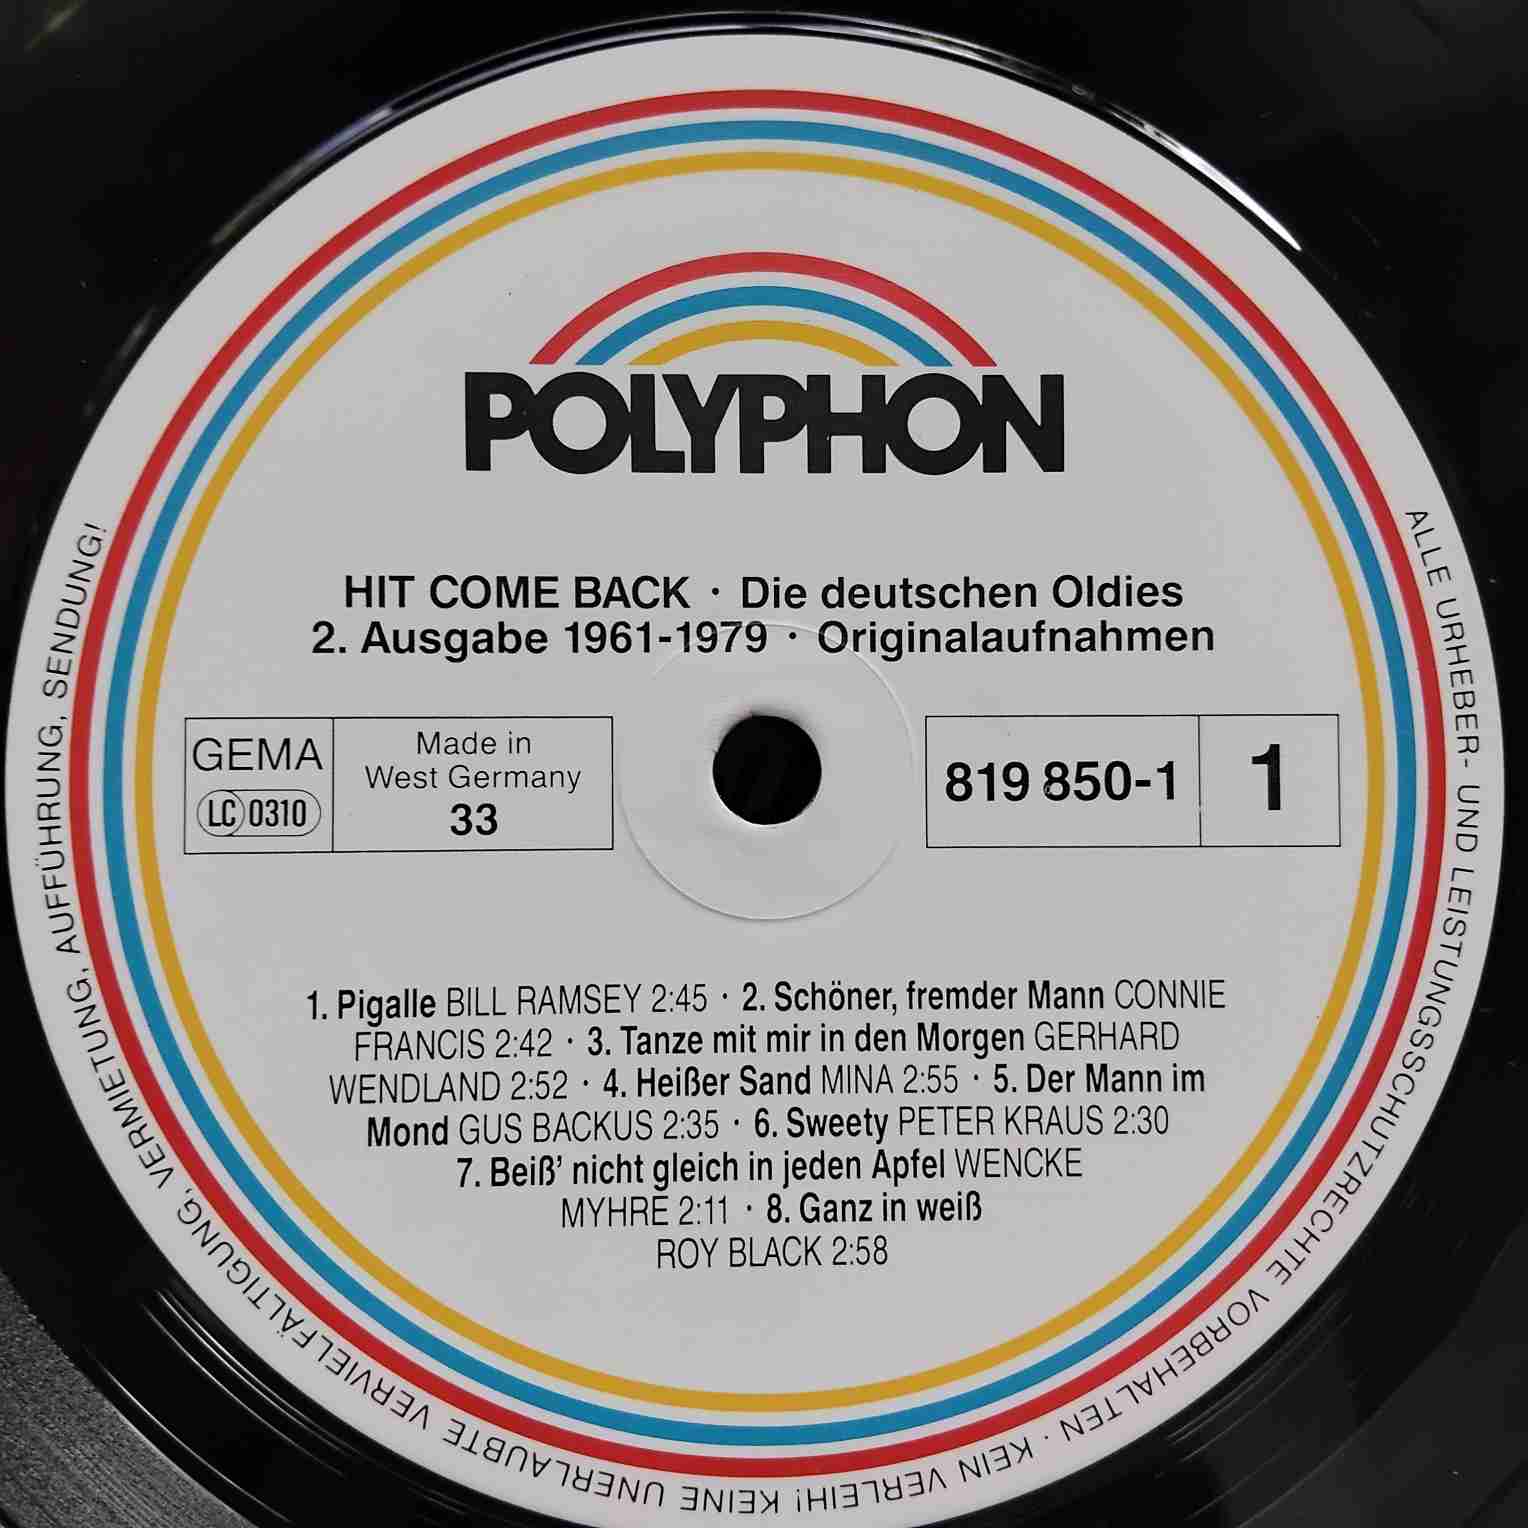 POLYPHON
HIT COME BACK · Die deutschen Oldies
2. Ausgabe 1961-1979 · Originalaufnahmen
GEMA
LC 0310
Made in
West Germany
33
819 850-1
1
1. Pigalle BILL RAMSEY 2:45 · 2. Schöner, fremder Mann CONNIE
FRANCIS 2:42 · 3. Tanze mit mir in den Morgen GERHARD
WENDLAND 2:52 · 4. Heißer Sand MINA 2:55 · 5. Der Mann im
Mond GUS BACKUS 2:35 · 6. Sweety PETER KRAUS 2:30
7. Beiß’ nicht gleich in jeden Apfel WENCKE
MYHRE 2:11 · 8. Ganz in weiß
ROY BLACK 2:58
ALLE URHEBER- UND LEISTUNGSSCHUTZRECHTE VORBEHALTEN · KEIN VERLEIH! KEINE UNERLAUBTE VERVIELFÄLTIGUNG, VERMIETUNG, AUFFÜHRUNG, SENDUNG!